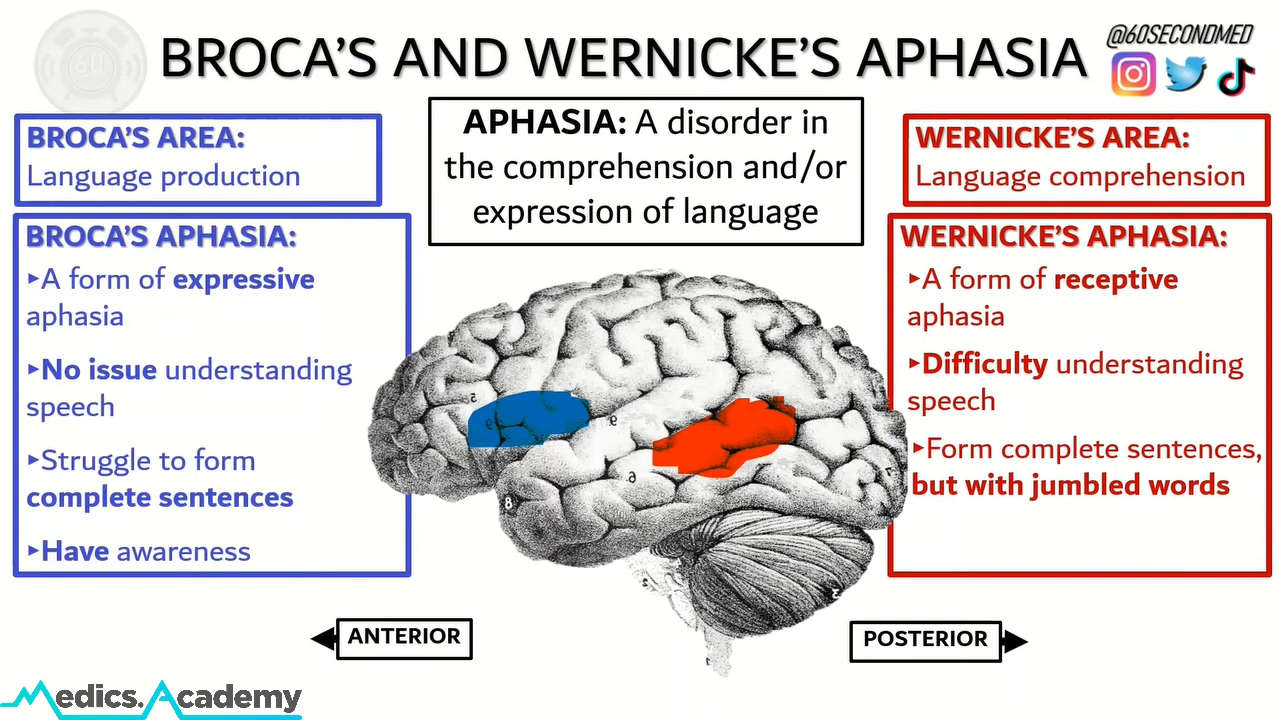 BROCA'S AND WERNICKE'S APHASIA
@60SECONDMED
60
BROCA'S AREA:
Language production
APHASIA: A disorder in
the comprehension and/or
expression of language
WERNICKE'S AREA:
Language comprehension
BROCA'S APHASIA:
▸A form of expressive
aphasia
▸No issue understanding
speech
▸Struggle to form
complete sentences
▸Have awareness
WERNICKE'S APHASIA:
▸A form of receptive
aphasia
▸Difficulty understanding
speech
▸Form complete sentences,
but with jumbled words
ANTERIOR
POSTERIOR
Medics.Academy